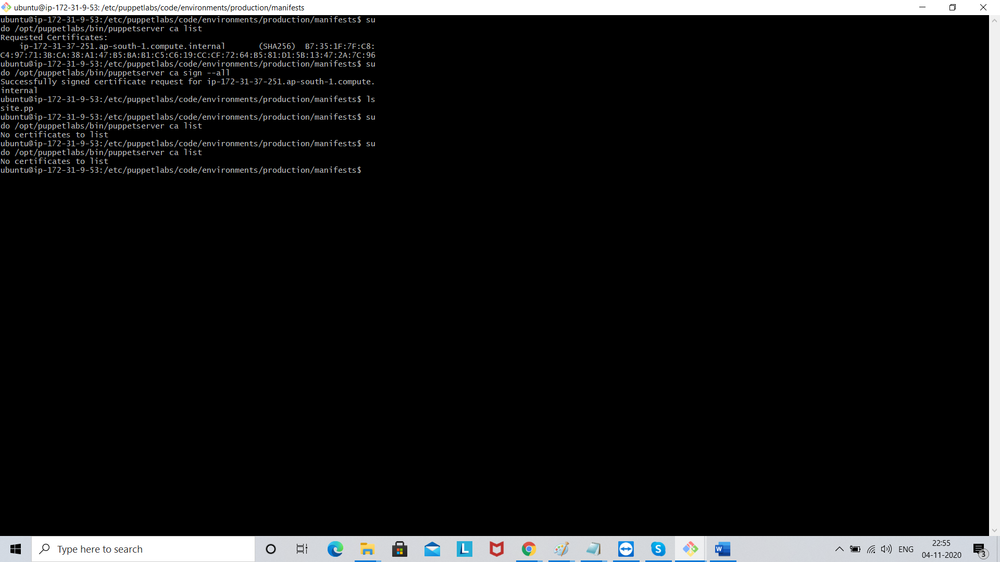 ubuntu@ip-172-31-9-53: /etc/puppetlabs/code/environments/production/manifests
ubuntu@ip-172-31-9-53:/etc/puppetlabs/code/environments/production/manifests$ su
do /opt/puppetlabs/bin/puppetserver ca list
Requested Certificates:
    ip-172-31-37-251.ap-south-1.compute.internal       (SHA256)  B7:35:1F:7F:C8:
C4:97:71:3B:CA:38:A1:47:B5:BA:B1:C5:C6:19:CC:CF:72:64:B5:81:D1:5B:13:47:2A:7C:96
ubuntu@ip-172-31-9-53:/etc/puppetlabs/code/environments/production/manifests$ su
do /opt/puppetlabs/bin/puppetserver ca sign --all
Successfully signed certificate request for ip-172-31-37-251.ap-south-1.compute.
internal
ubuntu@ip-172-31-9-53:/etc/puppetlabs/code/environments/production/manifests$ ls
site.pp
ubuntu@ip-172-31-9-53:/etc/puppetlabs/code/environments/production/manifests$ su
do /opt/puppetlabs/bin/puppetserver ca list
No certificates to list
ubuntu@ip-172-31-9-53:/etc/puppetlabs/code/environments/production/manifests$ su
do /opt/puppetlabs/bin/puppetserver ca list
No certificates to list
ubuntu@ip-172-31-9-53:/etc/puppetlabs/code/environments/production/manifests$
Type here to search
L
S
W
ENG
22:55
04-11-2020
3